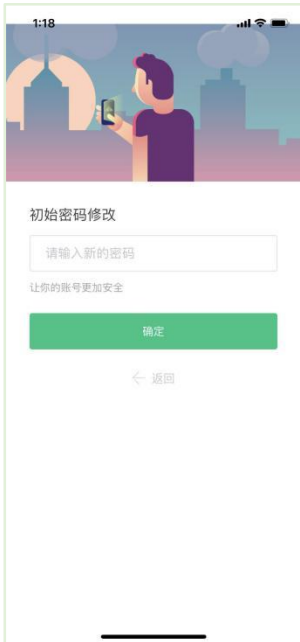 1:18
初始密码修改
请输入新的密码
让你的账号更加安全
确定
← 返回